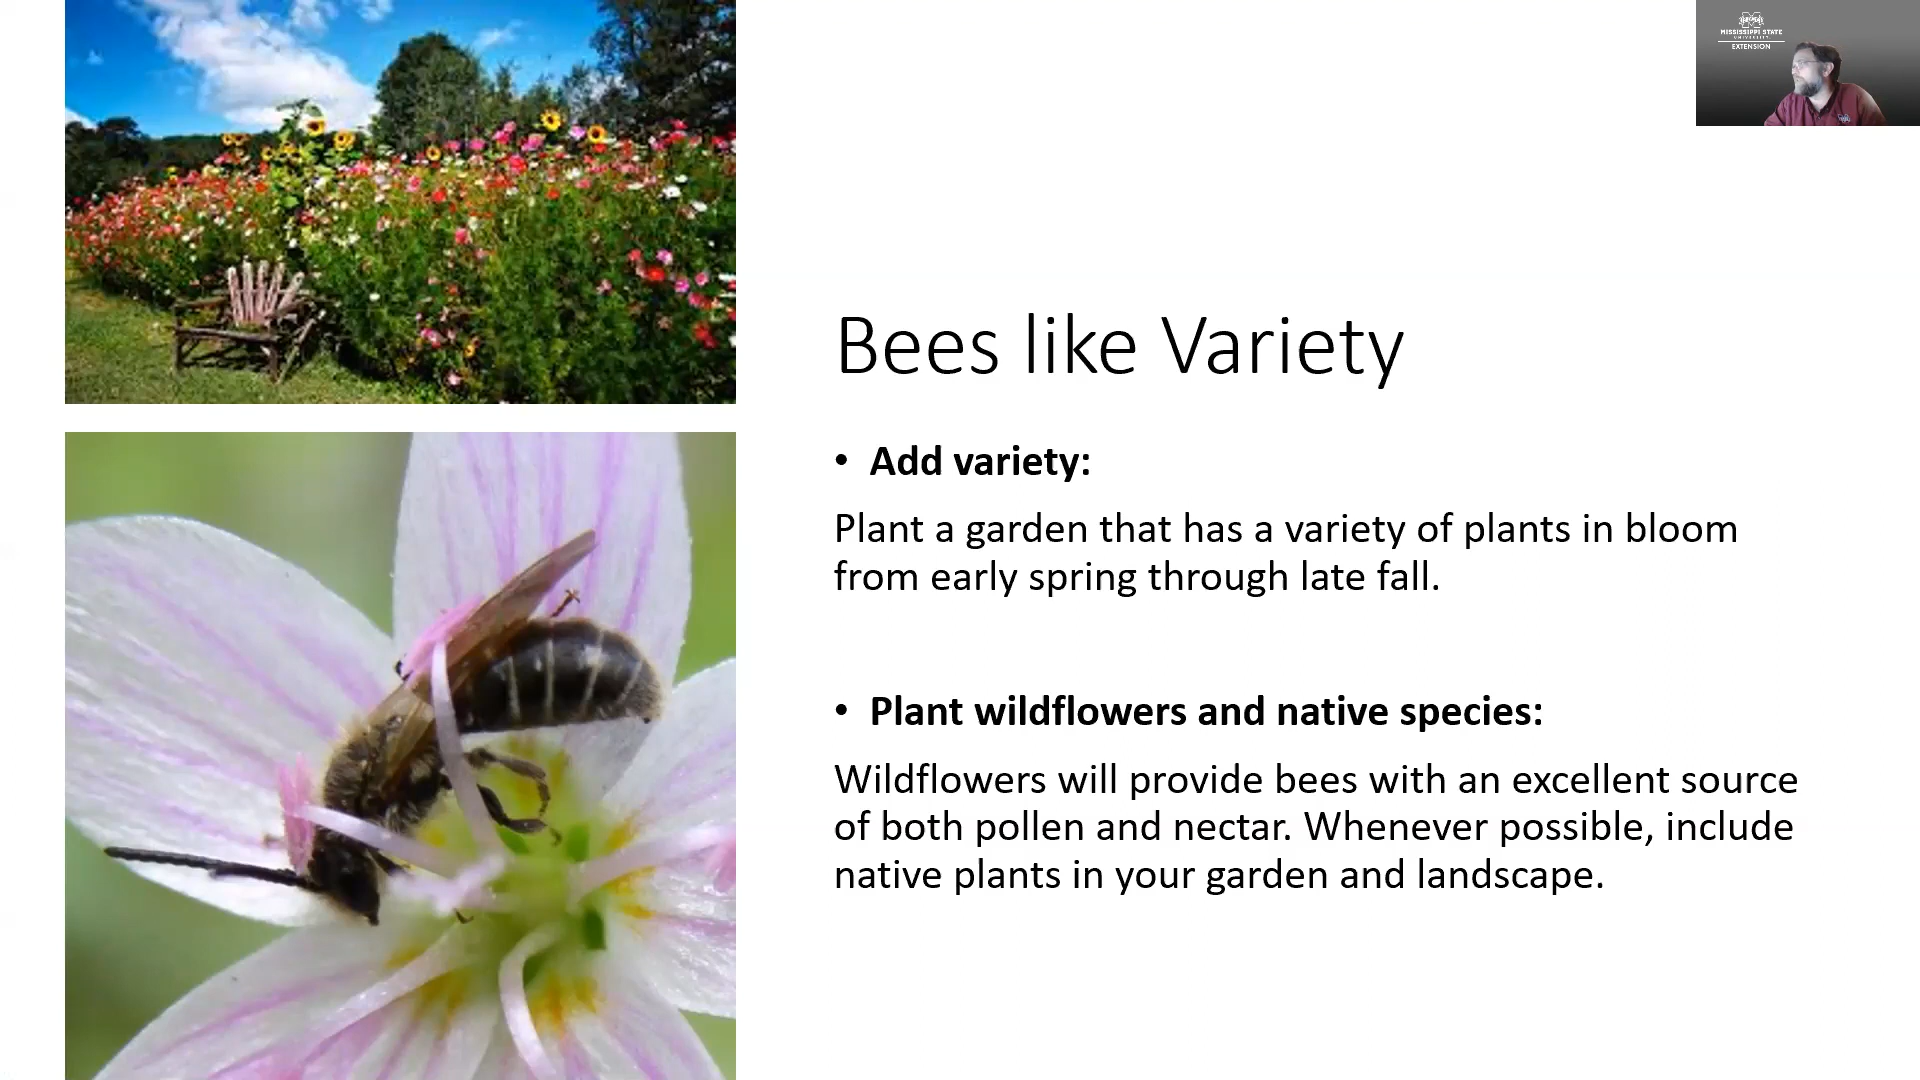 MISSISSIPPI STATE
UNIVERSITY
EXTENSION
Bees like Variety
• Add variety:
Plant a garden that has a variety of plants in bloom
from early spring through late fall.
• Plant wildflowers and native species:
Wildflowers will provide bees with an excellent source
of both pollen and nectar. Whenever possible, include
native plants in your garden and landscape.